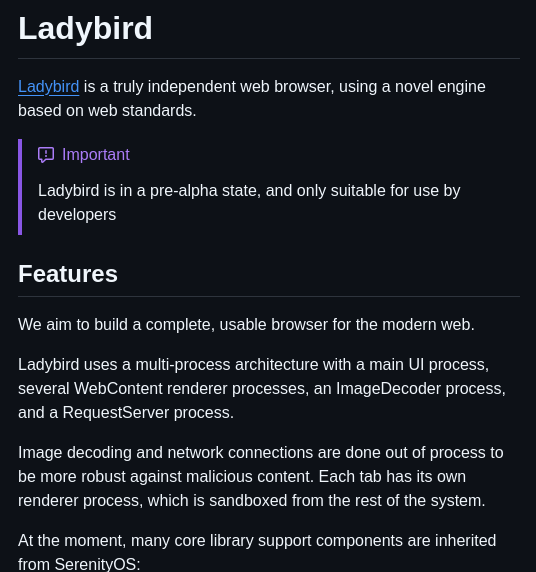 Ladybird
Ladybird is a truly independent web browser, using a novel engine
based on web standards.
Important
Ladybird is in a pre-alpha state, and only suitable for use by
developers
Features
We aim to build a complete, usable browser for the modern web.
Ladybird uses a multi-process architecture with a main UI process,
several WebContent renderer processes, an ImageDecoder process,
and a RequestServer process.
Image decoding and network connections are done out of process to
be more robust against malicious content. Each tab has its own
renderer process, which is sandboxed from the rest of the system.
At the moment, many core library support components are inherited
from SerenityOS: